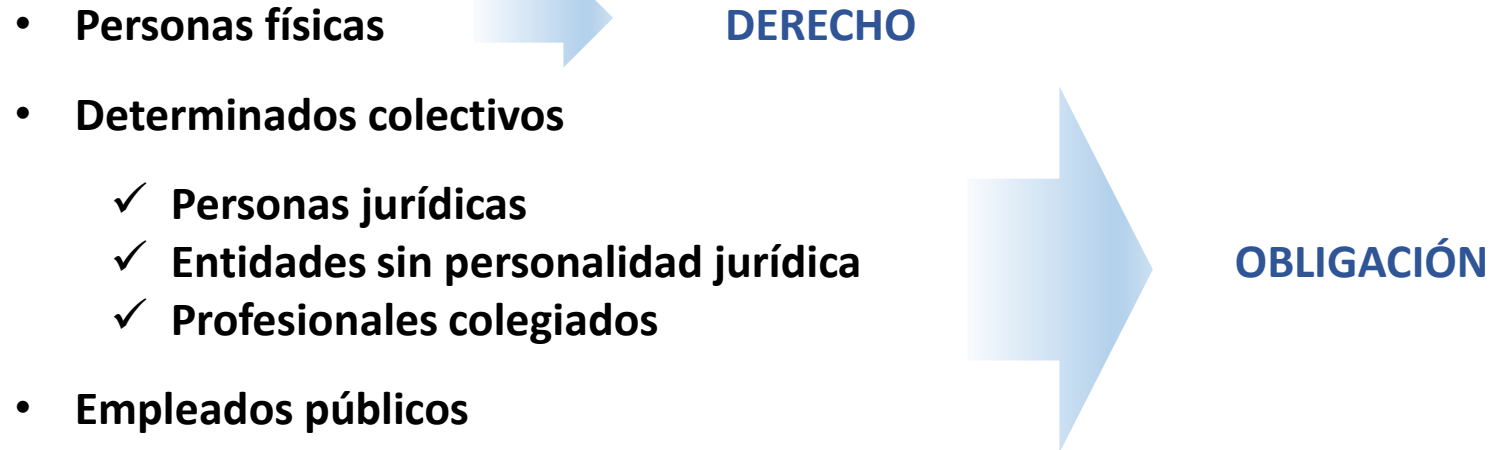 • Personas físicas DERECHO
• Determinados colectivos
✓ Personas jurídicas
✓ Entidades sin personalidad jurídica
OBLIGACIÓN
✓ Profesionales colegiados
• Empleados públicos